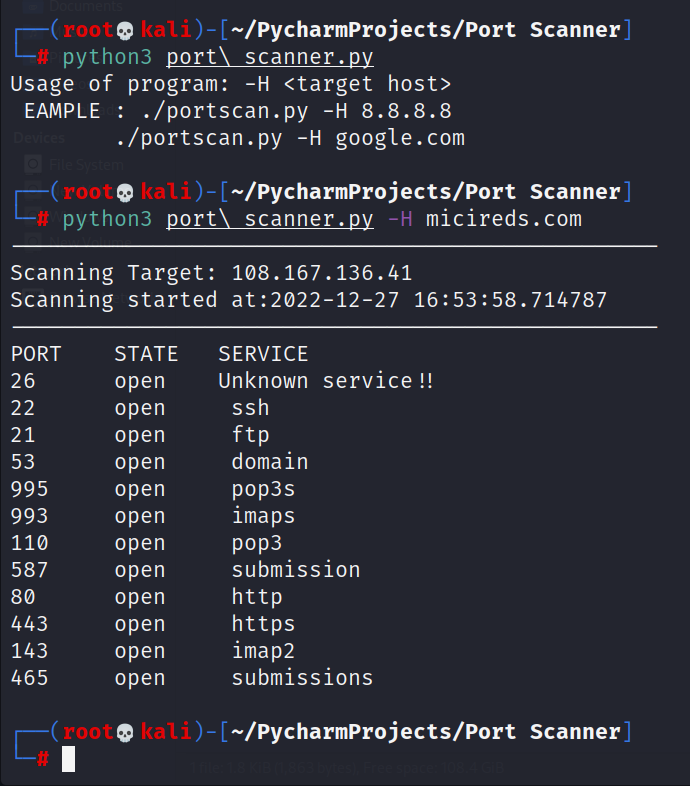 ┌──(root💀kali)-[~/PycharmProjects/Port Scanner]
└─# python3 port\ scanner.py
Usage of program: -H <target host>
 EAMPLE : ./portscan.py -H 8.8.8.8
        ./portscan.py -H google.com
┌──(root💀kali)-[~/PycharmProjects/Port Scanner]
└─# python3 port\ scanner.py -H micireds.com
Scanning Target: 108.167.136.41
Scanning started at:2022-12-27 16:53:58.714787
PORT    STATE   SERVICE
26      open    Unknown service!!
22      open     ssh
21      open     ftp
53      open     domain
995     open     pop3s
993     open     imaps
110     open     pop3
587     open     submission
80      open     http
443     open     https
143     open     imap2
465     open     submissions
┌──(root💀kali)-[~/PycharmProjects/Port Scanner]
└─#
Documents
Devices
File System